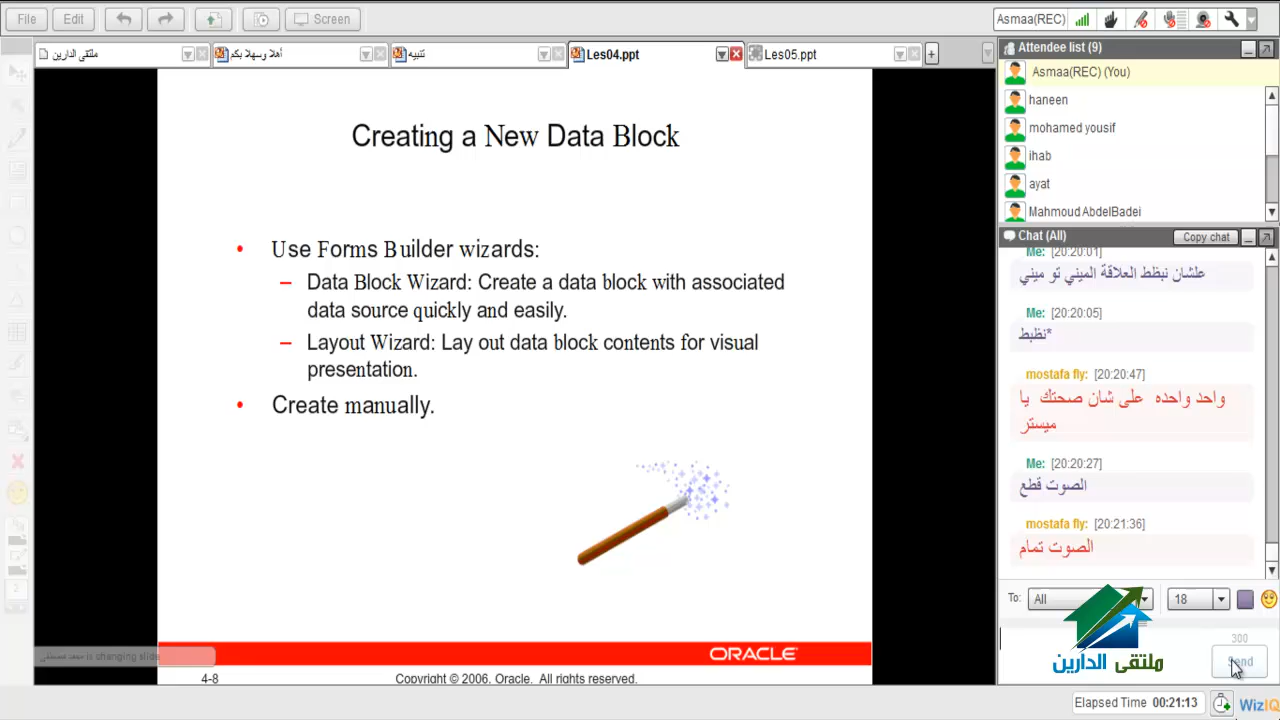 File
Edit
Screen
Asmaa(REC)
ملتقى الدارين
أهلا وسهلا بكم
تنبيه
Les04.ppt
Les05.ppt
Attendee list (9)
Asmaa(REC) (You)
haneen
mohamed yousif
ihab
ayat
Mahmoud AbdelBadei
Creating a New Data Block
• Use Forms Builder wizards:
– Data Block Wizard: Create a data block with associated
data source quickly and easily.
– Layout Wizard: Lay out data block contents for visual
presentation.
• Create manually.
ORACLE
is changing slide
4-8
Copyright © 2006, Oracle. All rights reserved.
Chat (All)
Copy chat
Me: [20:20:01]
علشان نبظط العلاقة الميني تو ميني
Me: [20:20:05]
نظبط*
mostafa fly: [20:20:47]
واحد واحده على شان صحتك يا
ميستر
Me: [20:20:27]
الصوت قطع
mostafa fly: [20:21:36]
الصوت تمام
To:
All
18
300
Send
ملتقى الدارين
Elapsed Time 00:21:13
WizIQ